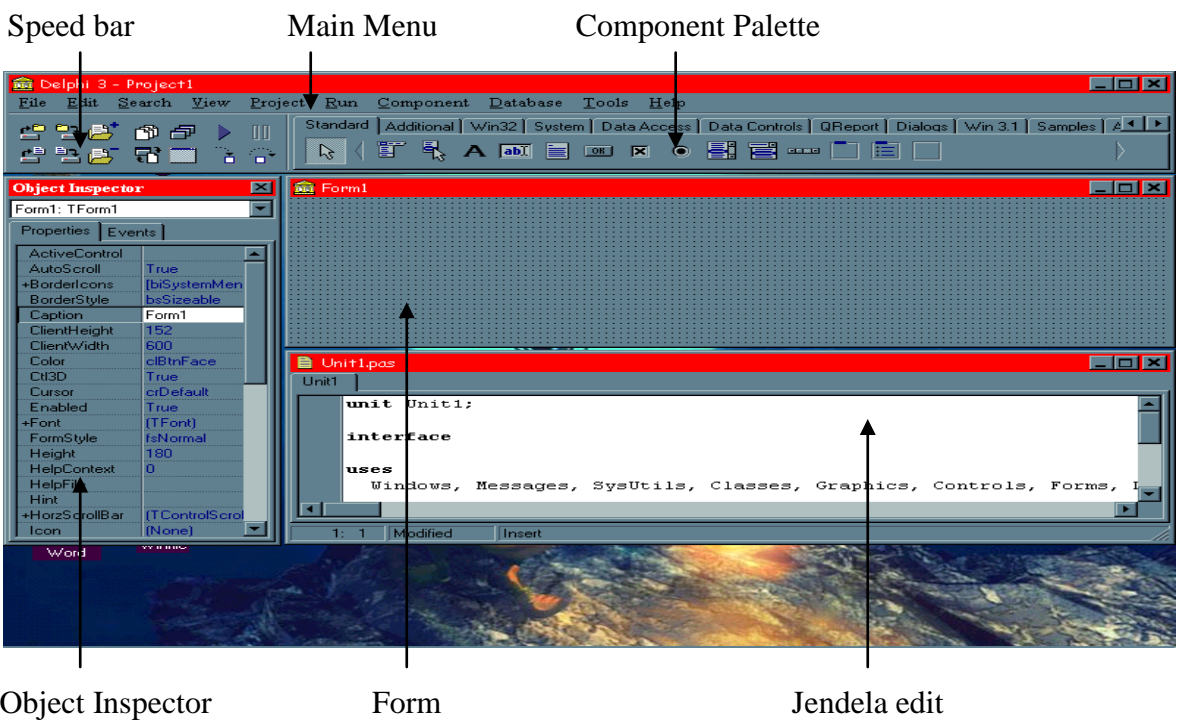 Speed bar Main Menu Component Palette
Delphi 3 - Project1
File Edit Search View Project Run Component Database Tools Help
Standard Additional Win32 System Data Access Data Controls QReport Dialogs Win 3.1 Samples
Object Inspector
Form1: TForm1
Properties Events
ActiveControl
AutoScroll True
+BorderIcons [biSystemMen
BorderStyle bsSizeable
Caption Form1
ClientHeight 152
ClientWidth 600
Color clBtnFace
Ctl3D True
Cursor crDefault
Enabled True
+Font (TFont)
FormStyle fsNormal
Height 180
HelpContext 0
HelpFile
Hint
+HorzScrollBar (TControlScrol
Icon (None)
Form1
Unit1.pas
Unit1
unit Unit1;
interface
uses
Windows, Messages, SysUtils, Classes, Graphics, Controls, Forms,
1: 1 Modified Insert
Word
Object Inspector Form Jendela edit